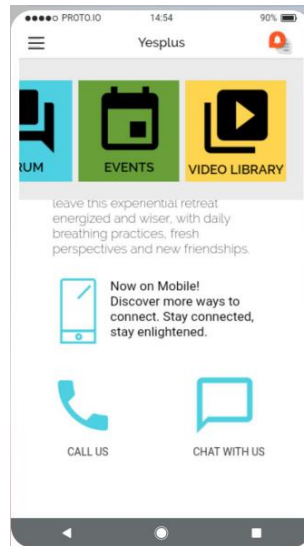 PROTO.IO 14:54 90%
Yesplus
RUM EVENTS VIDEO LIBRARY
leave this experiential retreat
energized and wiser, with daily
breathing practices, fresh
perspectives and new friendships.
Now on Mobile!
Discover more ways to
connect. Stay connected,
stay enlightened.
CALL US CHAT WITH US